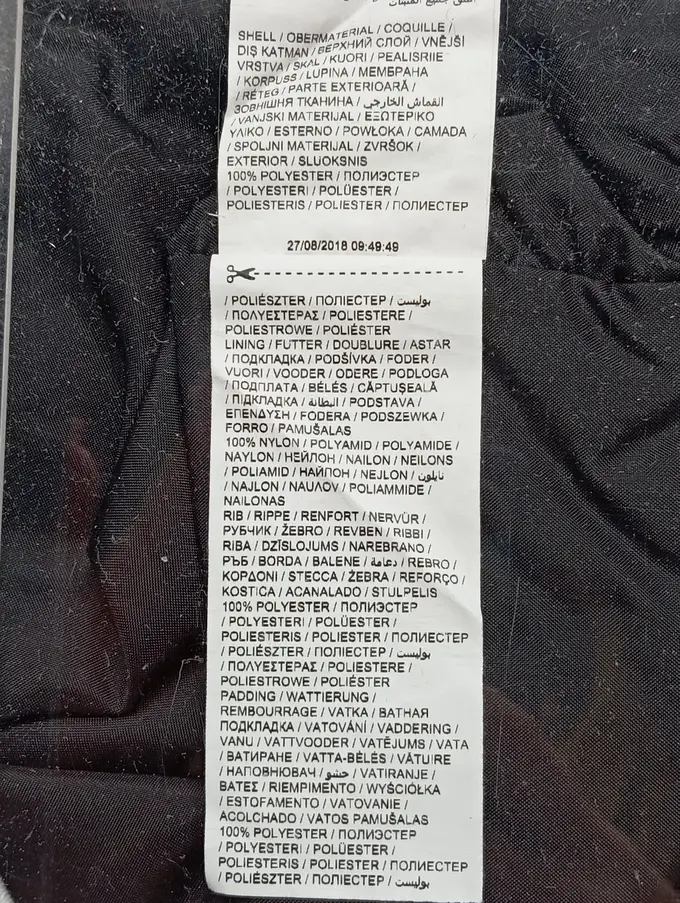 SHELL / OBERMATERIAL / COQUILLE /
DIŞ KATMAN / ВЕРХНИЙ СЛОЙ / VNĚJŠÍ
VRSTVA / SKAL / KUORI / PEALISRIIE
/ KORPUSS / LUPINA / МЕМБРАНА
/ RÉTEG / PARTE EXTERIOARĂ /
ЗОВНІШНЯ ТКАНИНА / القماش الخارجي
/ VANJSKI MATERIJAL / ΕΞΩΤΕΡΙΚΟ
ΥΛΙΚΟ / ESTERNO / POWŁOKA / CAMADA
/ SPOLJNI MATERIJAL / ZVRŠOK /
EXTERIOR / SLUOKSNIS
100% POLYESTER / ПОЛИЭСТЕР
/ POLYESTERI / POLÜESTER /
POLIESTERIS / POLIESTER / ПОЛИЕСТЕР
27/08/2018 09:49:49
/ POLIÉSZTER / ПОЛІЕСТЕР / بوليستر
/ ΠΟΛΥΕΣΤΕΡΑΣ / POLIESTERE /
POLIESTROWE / POLIÉSTER
LINING / FUTTER / DOUBLURE / ASTAR
/ ПОДКЛАДКА / PODŠÍVKA / FODER /
VUORI / VOODER / ODERE / PODLOGA
/ ПОДПЛАТА / BÉLÉS / CĂPTUŞEALĂ
/ ПІДКЛАДКА / البطانة / PODSTAVA /
ΕΠΕΝΔΥΣΗ / FODERA / PODSZEWKA /
FORRO / PAMUŠALAS
100% NYLON / POLYAMID / POLYAMIDE /
NAYLON / НЕЙЛОН / NAILON / NEILONS
/ POLIAMID / НАЙЛОН / NEJLON / نايلون
/ NAJLON / ΝΑΥΛΟΝ / POLIAMMIDE /
NAILONAS
RIB / RIPPE / RENFORT / NERVÜR /
РУБЧИК / ŽEBRO / REVBEN / RIBBI /
RIBA / DZĪSLOJUMS / NAREBRANO /
РЪБ / BORDA / BALENE / دعامة / REBRO /
ΚΟΡΔΟΝΙ / STECCA / ŻEBRA / REFORÇO /
KOSTICA / ACANALADO / STULPELIS
100% POLYESTER / ПОЛИЭСТЕР
/ POLYESTERI / POLÜESTER /
POLIESTERIS / POLIESTER / ПОЛИЕСТЕР
/ POLIÉSZTER / ПОЛІЕСТЕР / بوليستر
/ ΠΟΛΥΕΣΤΕΡΑΣ / POLIESTERE /
POLIESTROWE / POLIÉSTER
PADDING / WATTIERUNG /
REMBOURRAGE / VATKA / ВАТНАЯ
ПОДКЛАДКА / VATOVÁNÍ / VADDERING /
VANU / VATTVOODER / VATĒJUMS / VATA
/ ВАТИРАНЕ / VATTA-BÉLÉS / VĂTUIRE
/ НАПОВНЮВАЧ / حشو / VATIRANJE /
ΒΑΤΕΣ / RIEMPIMENTO / WYŚCIÓŁKA
/ ESTOFAMENTO / VATOVANIE /
ACOLCHADO / VATOS PAMUŠALAS
100% POLYESTER / ПОЛИЭСТЕР
/ POLYESTERI / POLÜESTER /
POLIESTERIS / POLIESTER / ПОЛИЕСТЕР
/ POLIÉSZTER / ПОЛІЕСТЕР / بوليستر